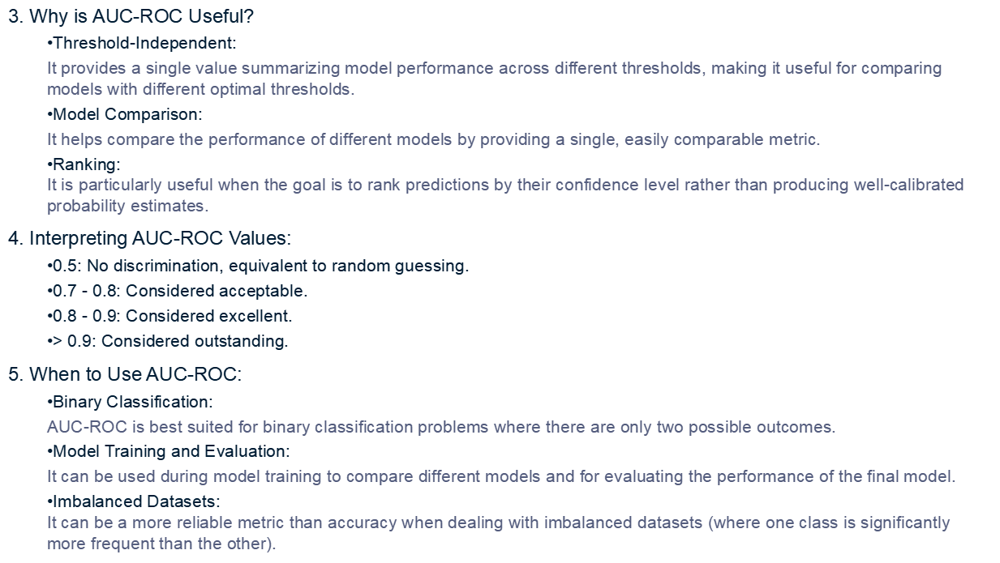 3. Why is AUC-ROC Useful?
•Threshold-Independent:
It provides a single value summarizing model performance across different thresholds, making it useful for comparing
models with different optimal thresholds.
•Model Comparison:
It helps compare the performance of different models by providing a single, easily comparable metric.
•Ranking:
It is particularly useful when the goal is to rank predictions by their confidence level rather than producing well-calibrated
probability estimates.
4. Interpreting AUC-ROC Values:
•0.5: No discrimination, equivalent to random guessing.
•0.7 - 0.8: Considered acceptable.
•0.8 - 0.9: Considered excellent.
•> 0.9: Considered outstanding.
5. When to Use AUC-ROC:
•Binary Classification:
AUC-ROC is best suited for binary classification problems where there are only two possible outcomes.
•Model Training and Evaluation:
It can be used during model training to compare different models and for evaluating the performance of the final model.
•Imbalanced Datasets:
It can be a more reliable metric than accuracy when dealing with imbalanced datasets (where one class is significantly
more frequent than the other).